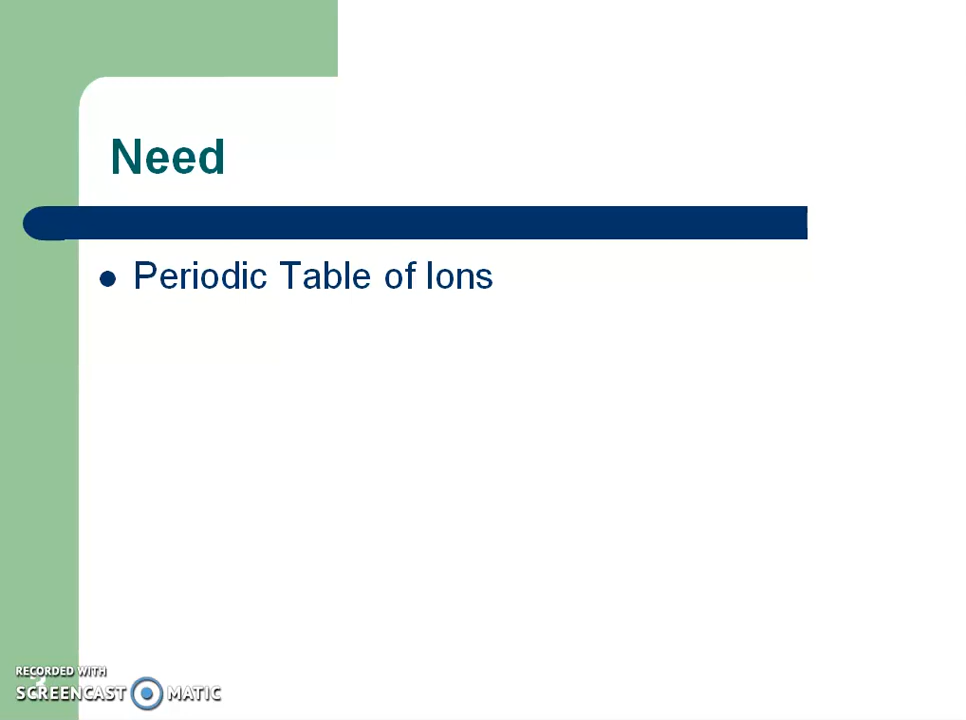 Need
Periodic Table of Ions
RECORDED WITH
SCREENCAST MATIC